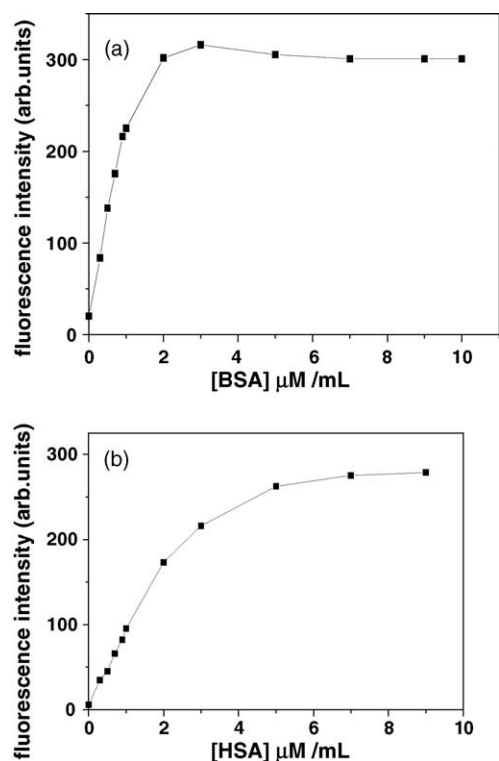 (a)
fluorescence intensity (arb.units)
300
200
100
0
0 2 4 6 8 10
[BSA] μM /mL
(b)
fluorescence intensity (arb.units)
300
200
100
0
0 2 4 6 8 10
[HSA] μM /mL